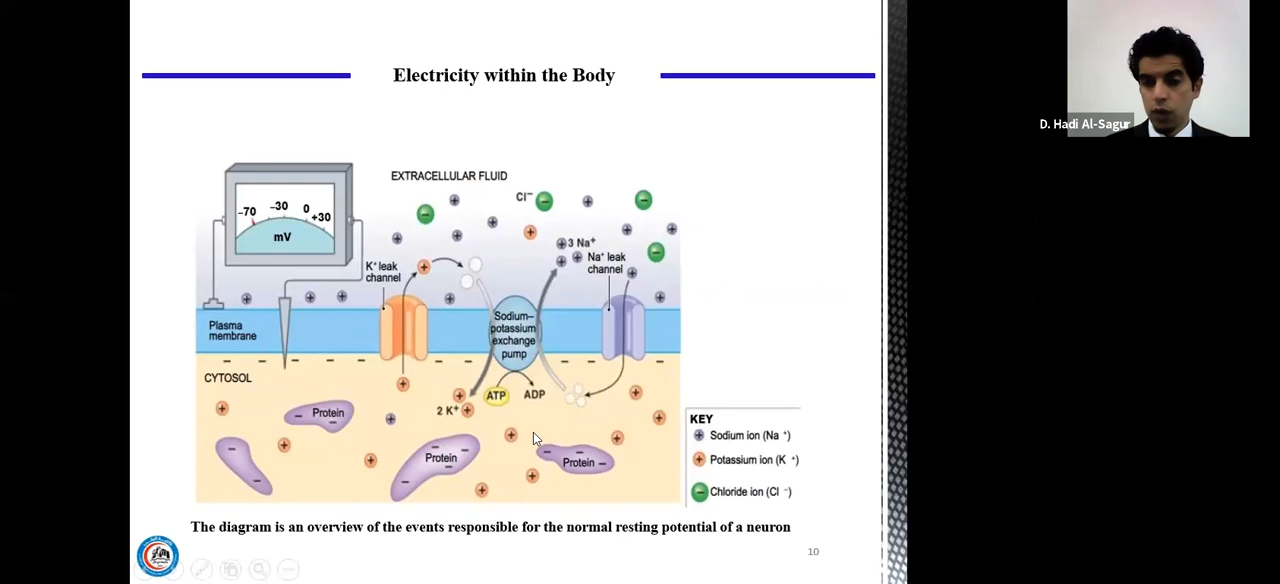 Electricity within the Body
D. Hadi Al-Sagur
EXTRACELLULAR FLUID
Cl⁻
-70
-30
0
+30
mV
3 Na⁺
K⁺ leak
channel
Na⁺ leak
channel
Plasma
membrane
Sodium–
potassium
exchange
pump
CYTOSOL
ATP
ADP
2 K⁺
Protein
Protein
Protein
KEY
Sodium ion (Na ⁺)
Potassium ion (K ⁺)
Chloride ion (Cl ⁻)
The diagram is an overview of the events responsible for the normal resting potential of a neuron
10